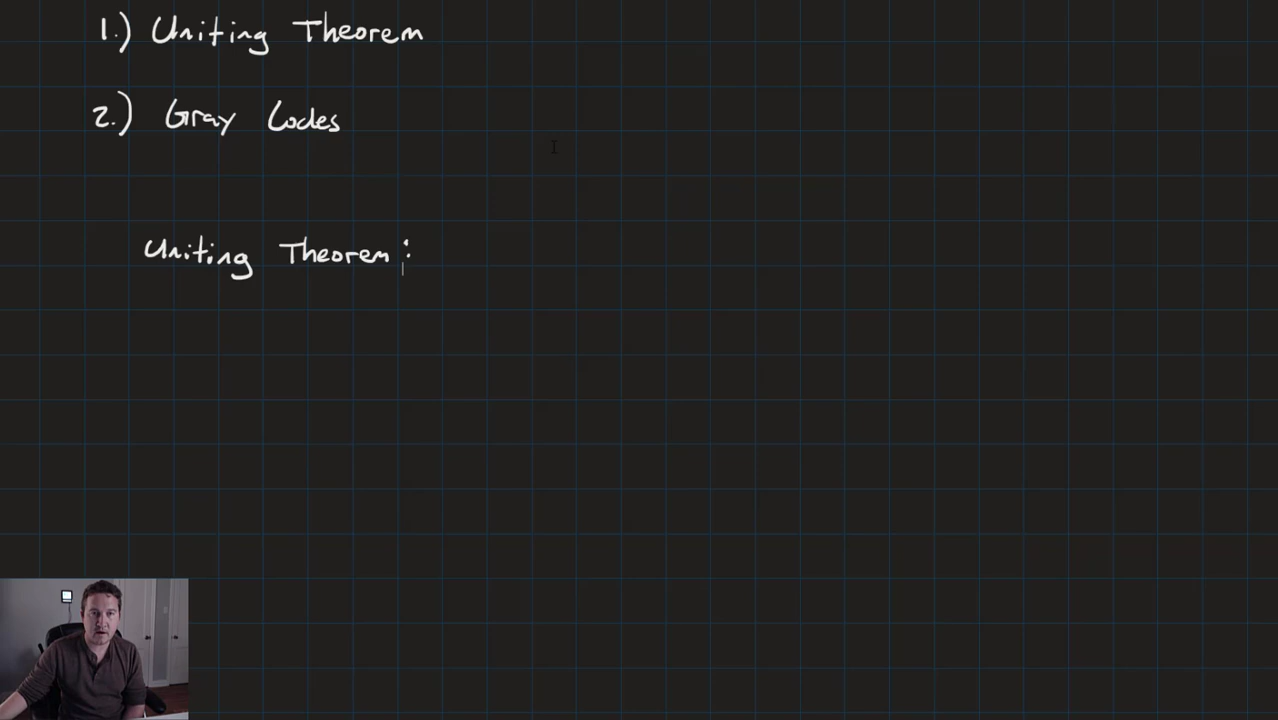 1.) Uniting Theorem
2.) Gray Codes
Uniting Theorem :